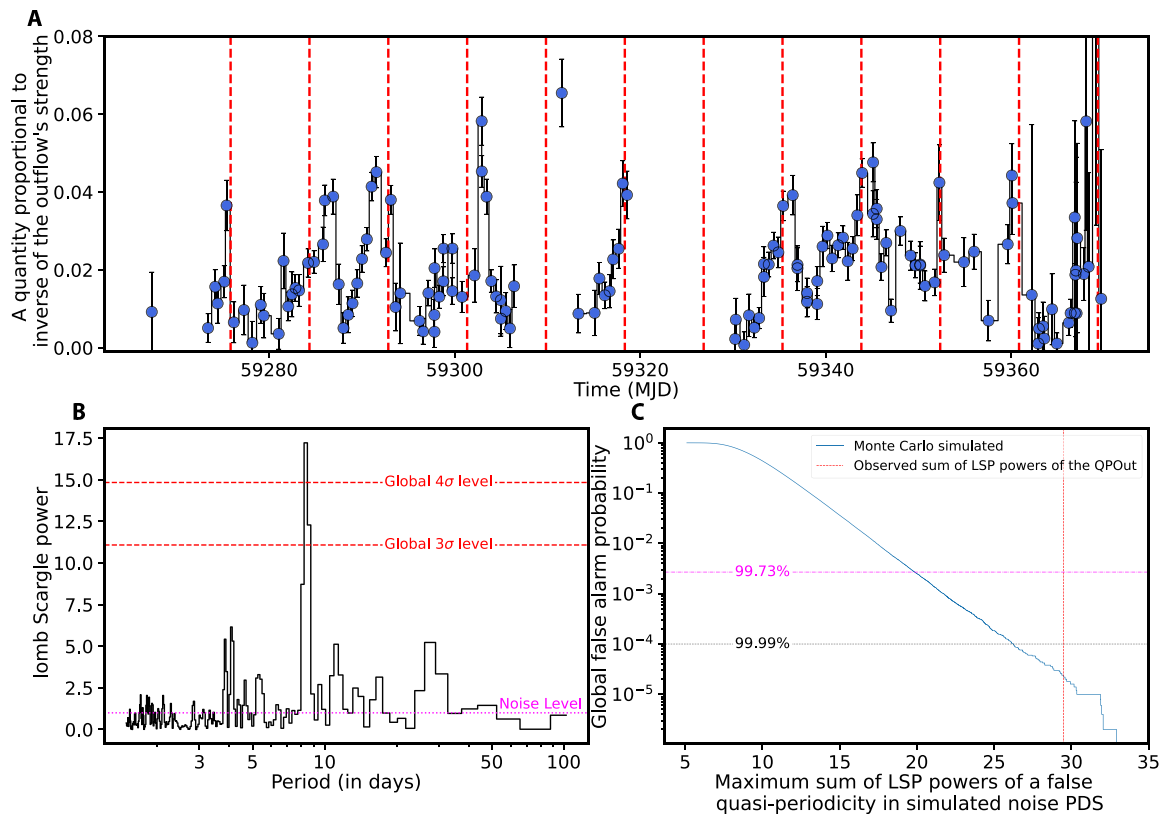 A
A quantity proportional to
inverse of the outflow's strength
0.08
0.06
0.04
0.02
0.00
59280
59300
59320
59340
59360
Time (MJD)
B
lomb Scargle power
17.5
15.0
12.5
10.0
7.5
5.0
2.5
0.0
Global 4σ level
Global 3σ level
Noise Level
3
5
10
50
100
Period (in days)
C
Global false alarm probability
10⁰
10⁻¹
10⁻²
10⁻³
10⁻⁴
10⁻⁵
Monte Carlo simulated
Observed sum of LSP powers of the QPOut
99.73%
99.99%
5
10
15
20
25
30
35
Maximum sum of LSP powers of a false
quasi-periodicity in simulated noise PDS